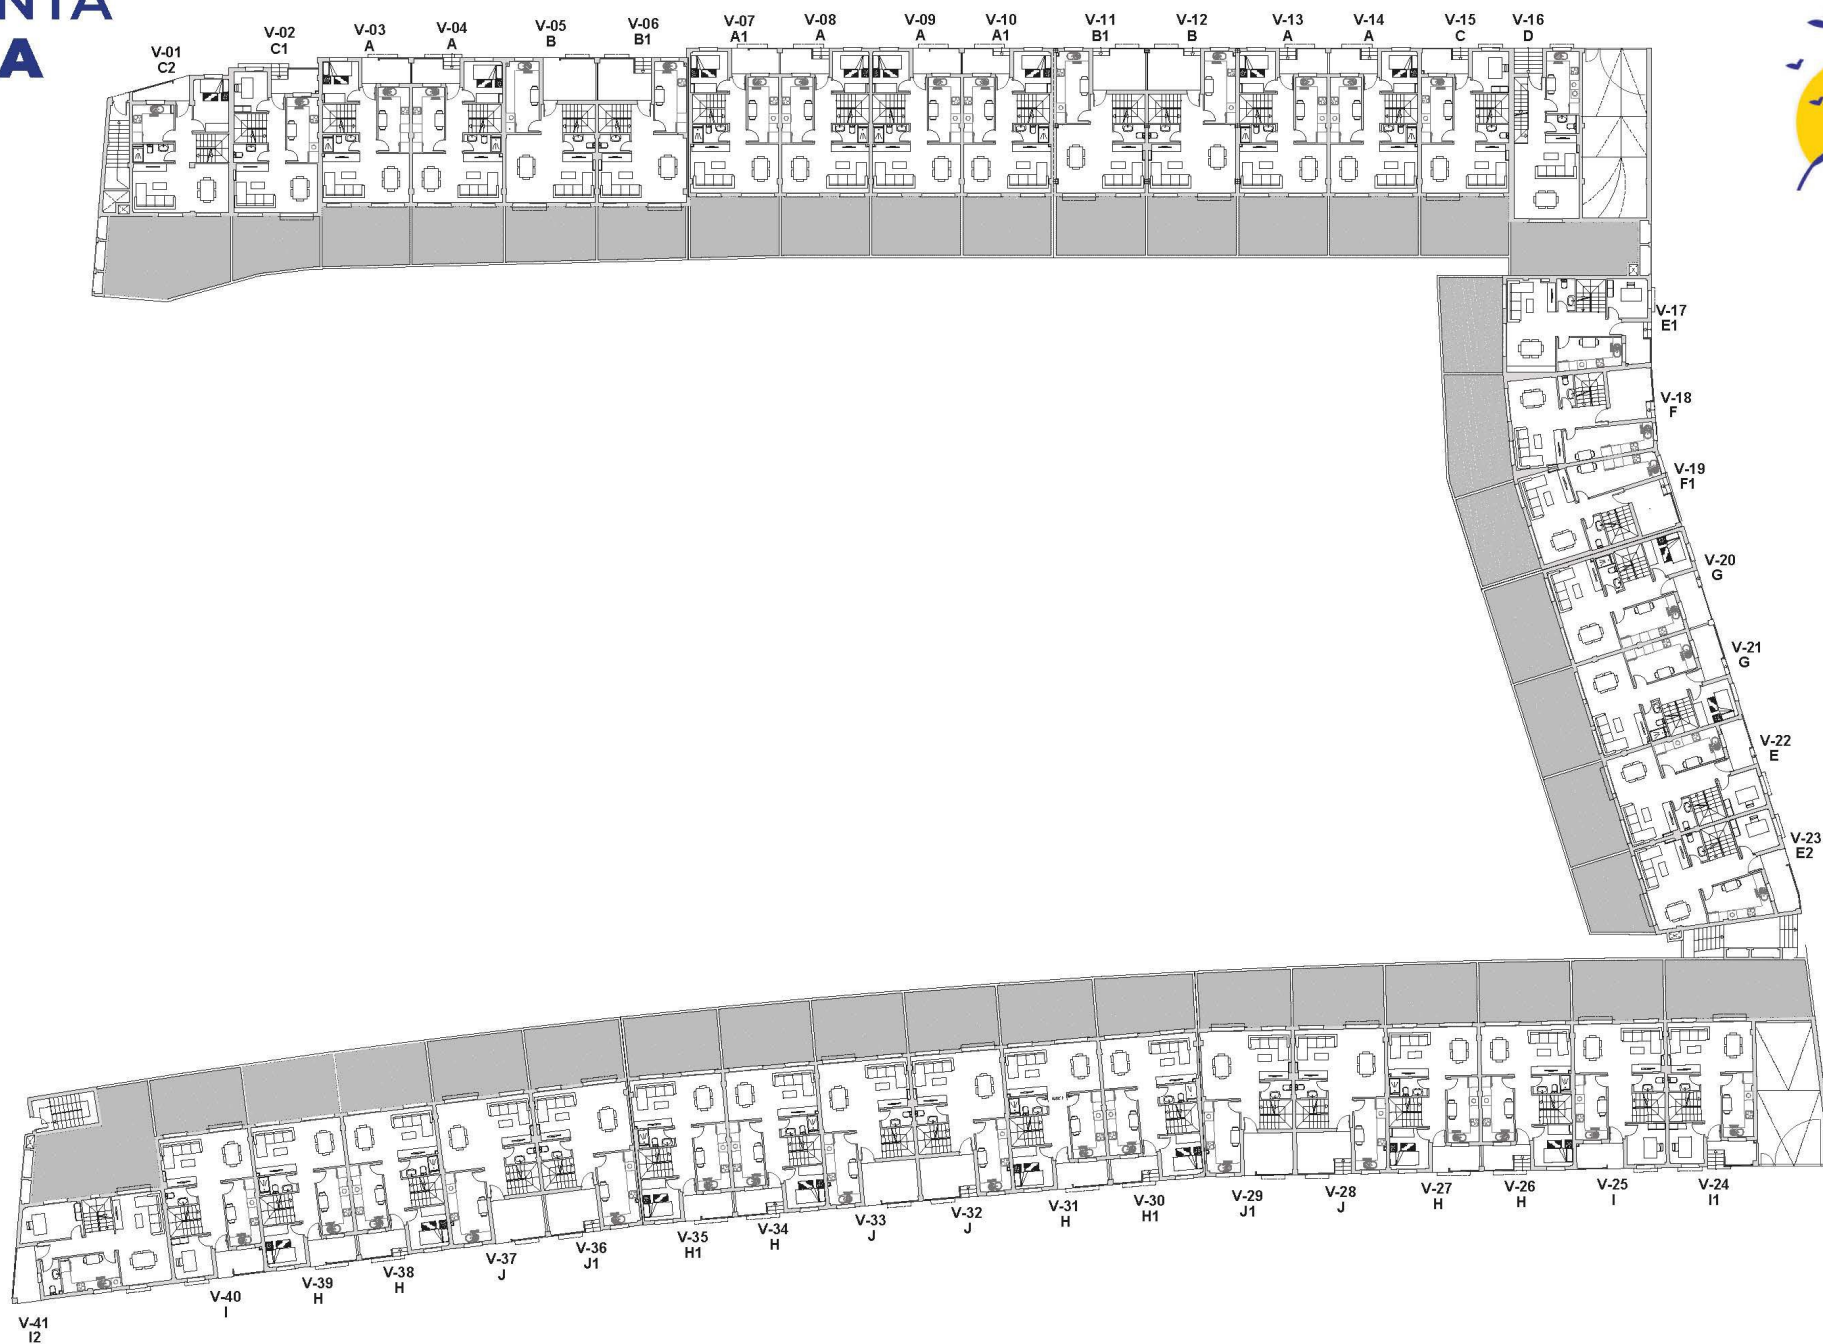 NTA
A
V-01
C2
V-02
C1
V-03
A
V-04
A
V-05
B
V-06
B1
V-07
A1
V-08
A
V-09
A
V-10
A1
V-11
B1
V-12
B
V-13
A
V-14
A
V-15
C
V-16
D
V-17
E1
V-18
F
V-19
F1
V-20
G
V-21
G
V-22
E
V-23
E2
V-24
I1
V-25
I
V-26
H
V-27
H
V-28
J
V-29
J1
V-30
H1
V-31
H
V-32
J
V-33
J
V-34
H
V-35
H1
V-36
J1
V-37
J
V-38
H
V-39
H
V-40
I
V-41
I2